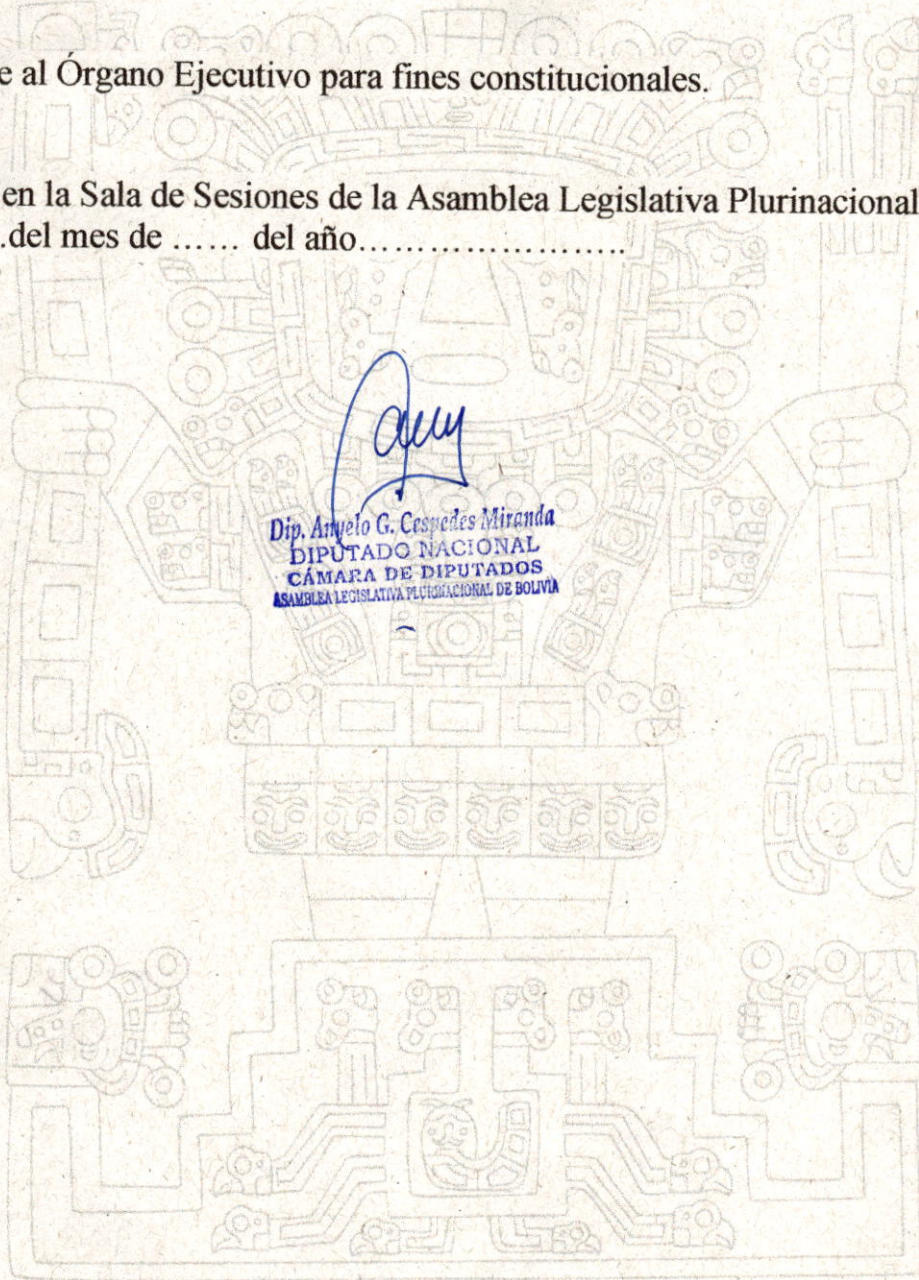 e al Órgano Ejecutivo para fines constitucionales.
en la Sala de Sesiones de la Asamblea Legislativa Plurinacional
.del mes de …… del año……………………..
Dip. Angelo G. Cespedes Miranda
DIPUTADO NACIONAL
CÁMARA DE DIPUTADOS
ASAMBLEA LEGISLATIVA PLURINACIONAL DE BOLIVIA